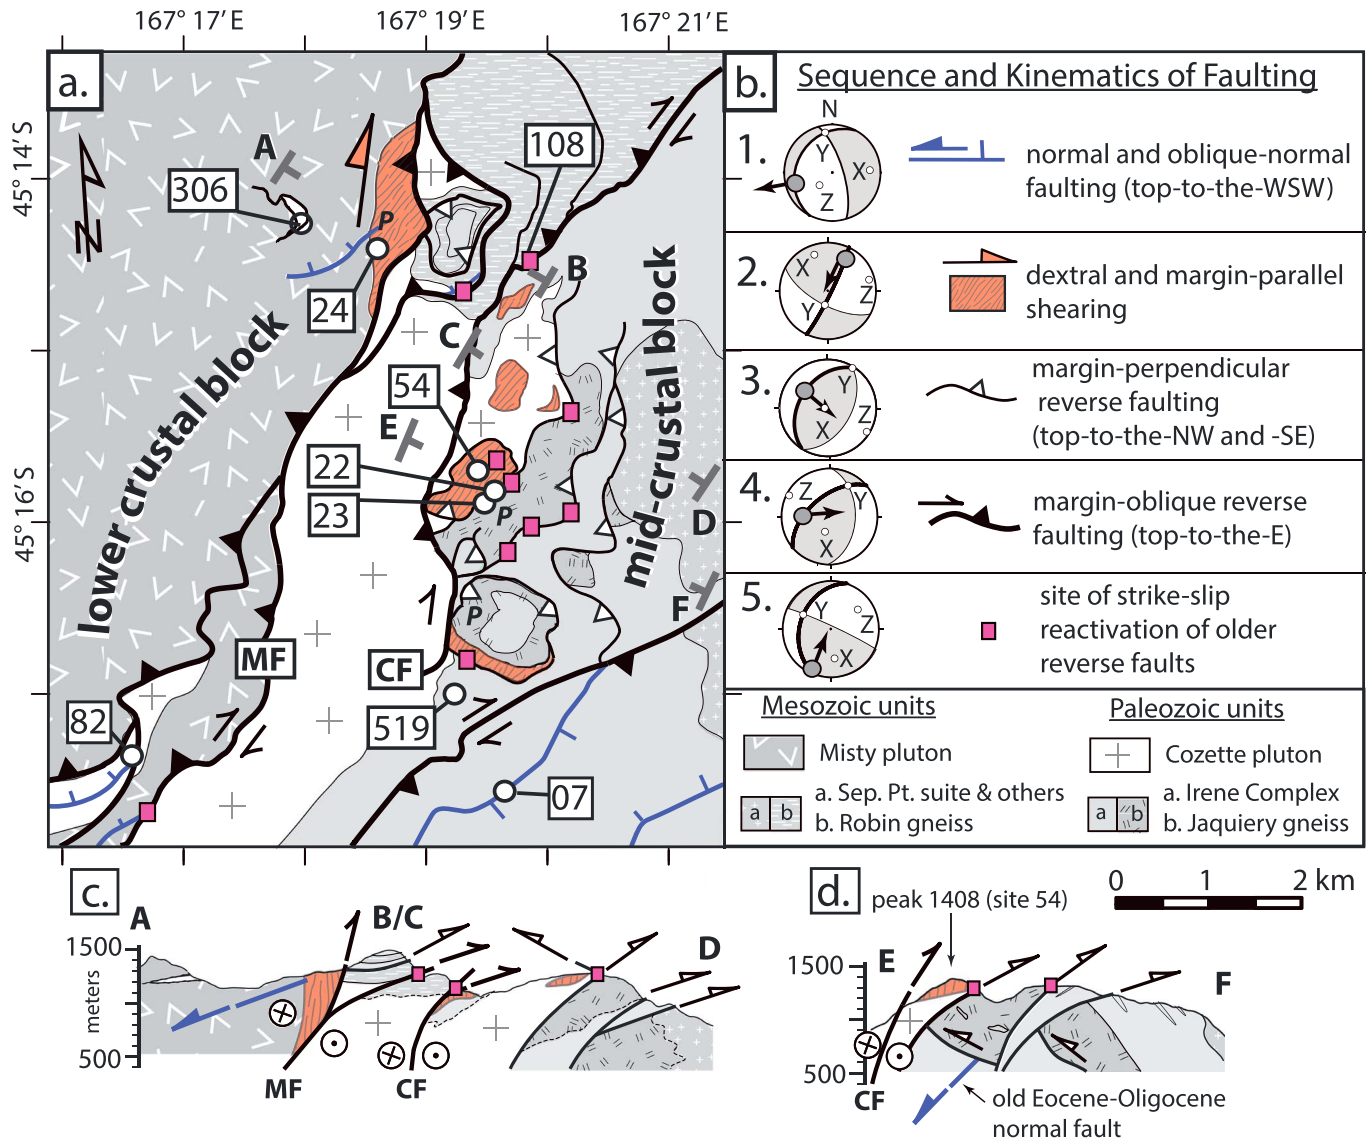 167° 17' E
167° 19' E
167° 21' E
a.
45° 14' S
45° 16' S
N
A
306
24
P
108
B
C
54
E
22
23
P
D
F
P
lower crustal block
mid-crustal block
MF
CF
82
519
07
b.
Sequence and Kinematics of Faulting
1.
N
Y
X
Z
normal and oblique-normal
faulting (top-to-the-WSW)
2.
X
Z
Y
dextral and margin-parallel
shearing
3.
Y
Z
X
margin-perpendicular
reverse faulting
(top-to-the-NW and -SE)
4.
Z
Y
X
margin-oblique reverse
faulting (top-to-the-E)
5.
Y
Z
X
site of strike-slip
reactivation of older
reverse faults
Mesozoic units
Misty pluton
a b
a. Sep. Pt. suite & others
b. Robin gneiss
Paleozoic units
Cozette pluton
a b
a. Irene Complex
b. Jaquiery gneiss
c.
A
B/C
D
1500
meters
500
MF
CF
d.
peak 1408 (site 54)
0 1 2 km
E
F
1500
500
CF
old Eocene-Oligocene
normal fault